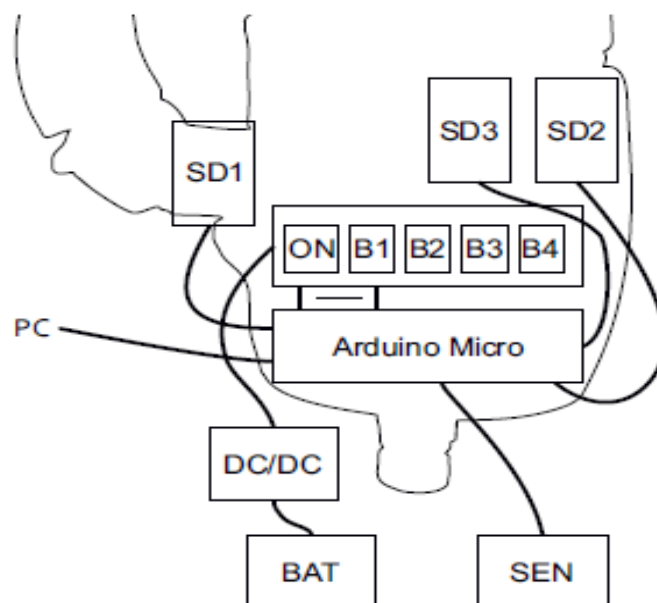 SD3 SD2
SD1
ON B1 B2 B3 B4
PC
Arduino Micro
DC/DC
BAT SEN